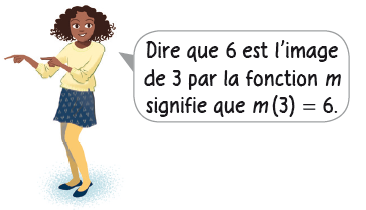 Dire que 6 est l’image
de 3 par la fonction m
signifie que m(3) = 6.